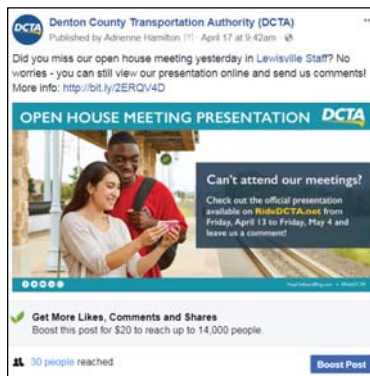 DCTA
Denton County Transportation Authority (DCTA)
Published by Adrienne Hamilton [?] · April 17 at 9:42am ·
Did you miss our open house meeting yesterday in Lewisville Staff? No
worries - you can still view our presentation online and send us comments!
More info: http://bit.ly/2ERQV4D
OPEN HOUSE MEETING PRESENTATION DCTA
Can't attend our meetings?
Check out the official presentation
available on RideDCTA.net from
Friday, April 13 to Friday, May 4 and
leave us a comment!
Get More Likes, Comments and Shares
Boost this post for $20 to reach up to 14,000 people.
30 people reached
Boost Post